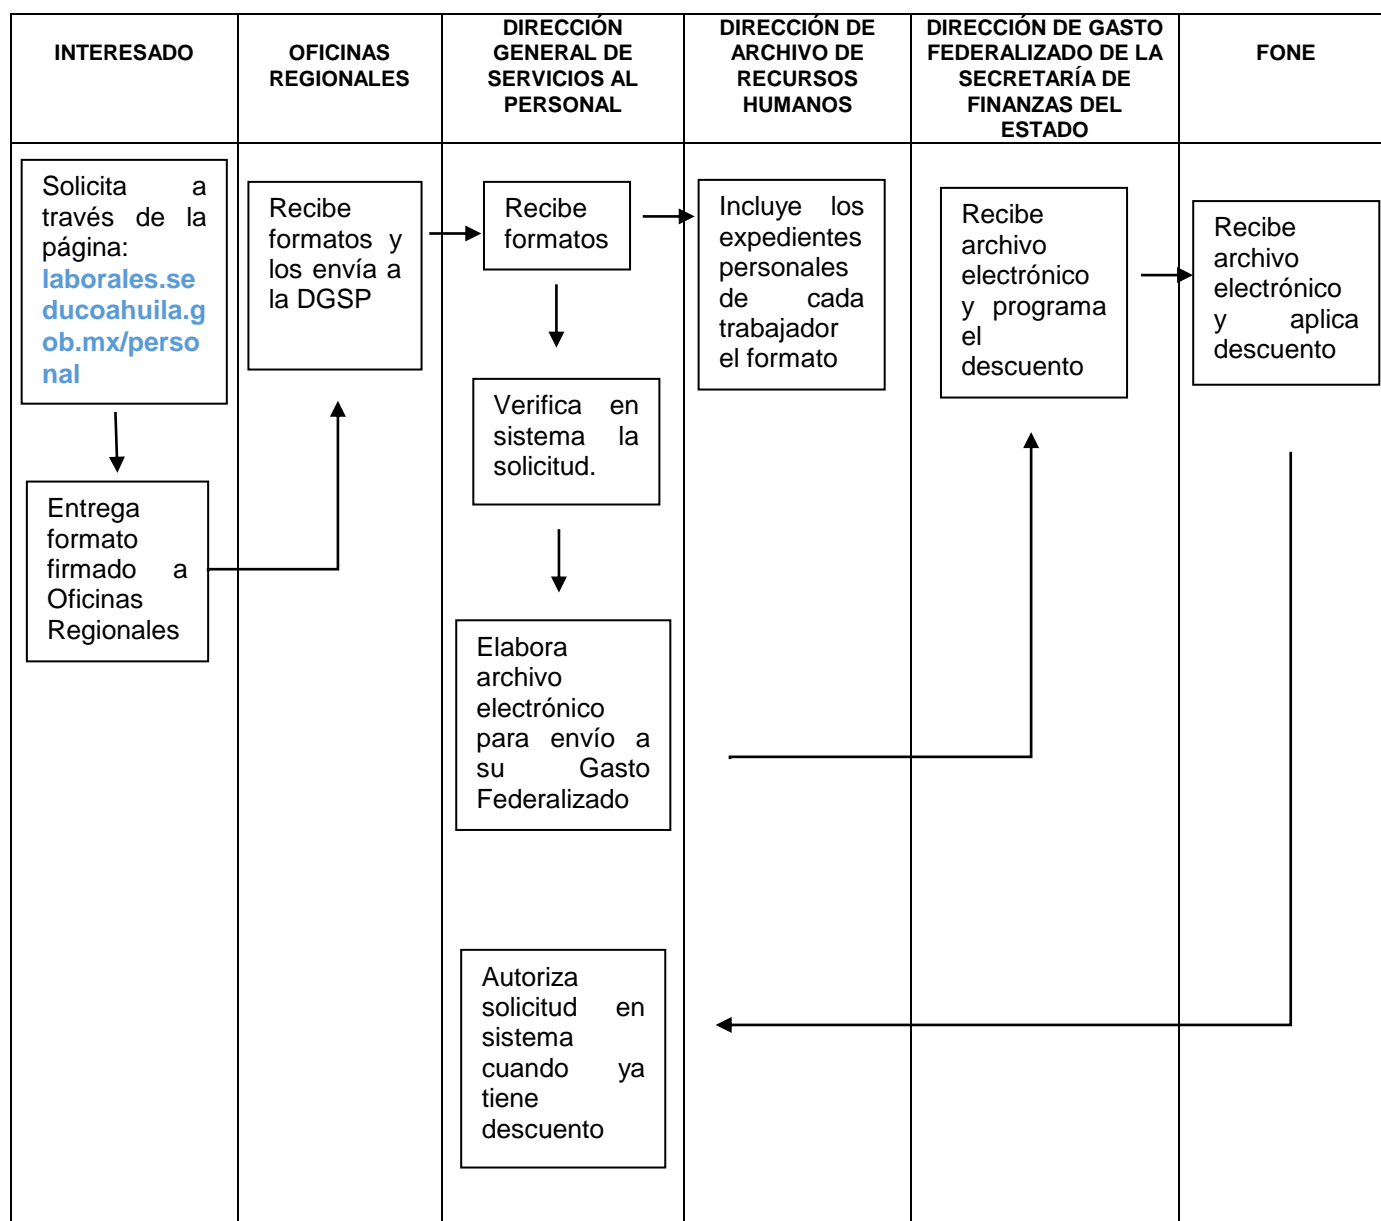 INTERESADO
OFICINAS
REGIONALES
DIRECCIÓN
GENERAL DE
SERVICIOS AL
PERSONAL
DIRECCIÓN DE
ARCHIVO DE
RECURSOS
HUMANOS
DIRECCIÓN DE GASTO
FEDERALIZADO DE LA
SECRETARÍA DE
FINANZAS DEL
ESTADO
FONE
Solicita a
través de la
página:
laborales.se
ducoahuila.g
ob.mx/perso
nal
Entrega
formato
firmado a
Oficinas
Regionales
Recibe
formatos y
los envía a
la DGSP
Recibe
formatos
Verifica en
sistema la
solicitud.
Elabora
archivo
electrónico
para envío a
su Gasto
Federalizado
Autoriza
solicitud en
sistema
cuando ya
tiene
descuento
Incluye los
expedientes
personales
de cada
trabajador
el formato
Recibe
archivo
electrónico
y programa
el
descuento
Recibe
archivo
electrónico
y aplica
descuento